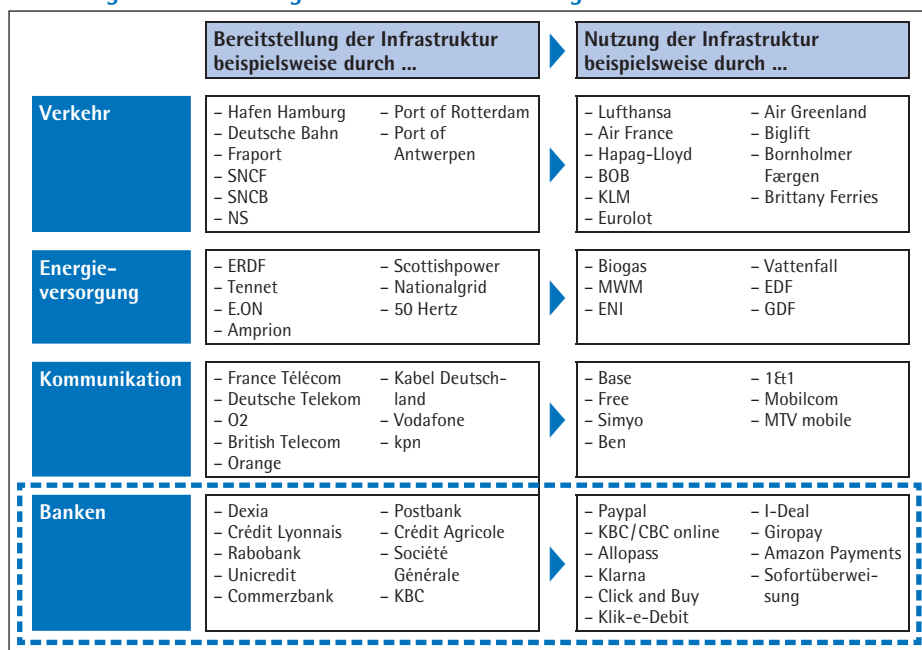 Bereitstellung der Infrastruktur
beispielsweise durch ...
Nutzung der Infrastruktur
beispielsweise durch ...
Verkehr
– Hafen Hamburg
– Deutsche Bahn
– Fraport
– SNCF
– SNCB
– NS
– Port of Rotterdam
– Port of
Antwerpen
– Lufthansa
– Air France
– Hapag-Lloyd
– BOB
– KLM
– Eurolot
– Air Greenland
– Biglift
– Bornholmer
Færgen
– Brittany Ferries
Energie-
versorgung
– ERDF
– Tennet
– E.ON
– Amprion
– Scottishpower
– Nationalgrid
– 50 Hertz
– Biogas
– MWM
– ENI
– Vattenfall
– EDF
– GDF
Kommunikation
– France Télécom
– Deutsche Telekom
– O2
– British Telecom
– Orange
– Kabel Deutsch-
land
– Vodafone
– kpn
– Base
– Free
– Simyo
– Ben
– 1&1
– Mobilcom
– MTV mobile
Banken
– Dexia
– Crédit Lyonnais
– Rabobank
– Unicredit
– Commerzbank
– Postbank
– Crédit Agricole
– Société
Générale
– KBC
– Paypal
– KBC/CBC online
– Allopass
– Klarna
– Click and Buy
– Klik-e-Debit
– I-Deal
– Giropay
– Amazon Payments
– Sofortüberwei-
sung